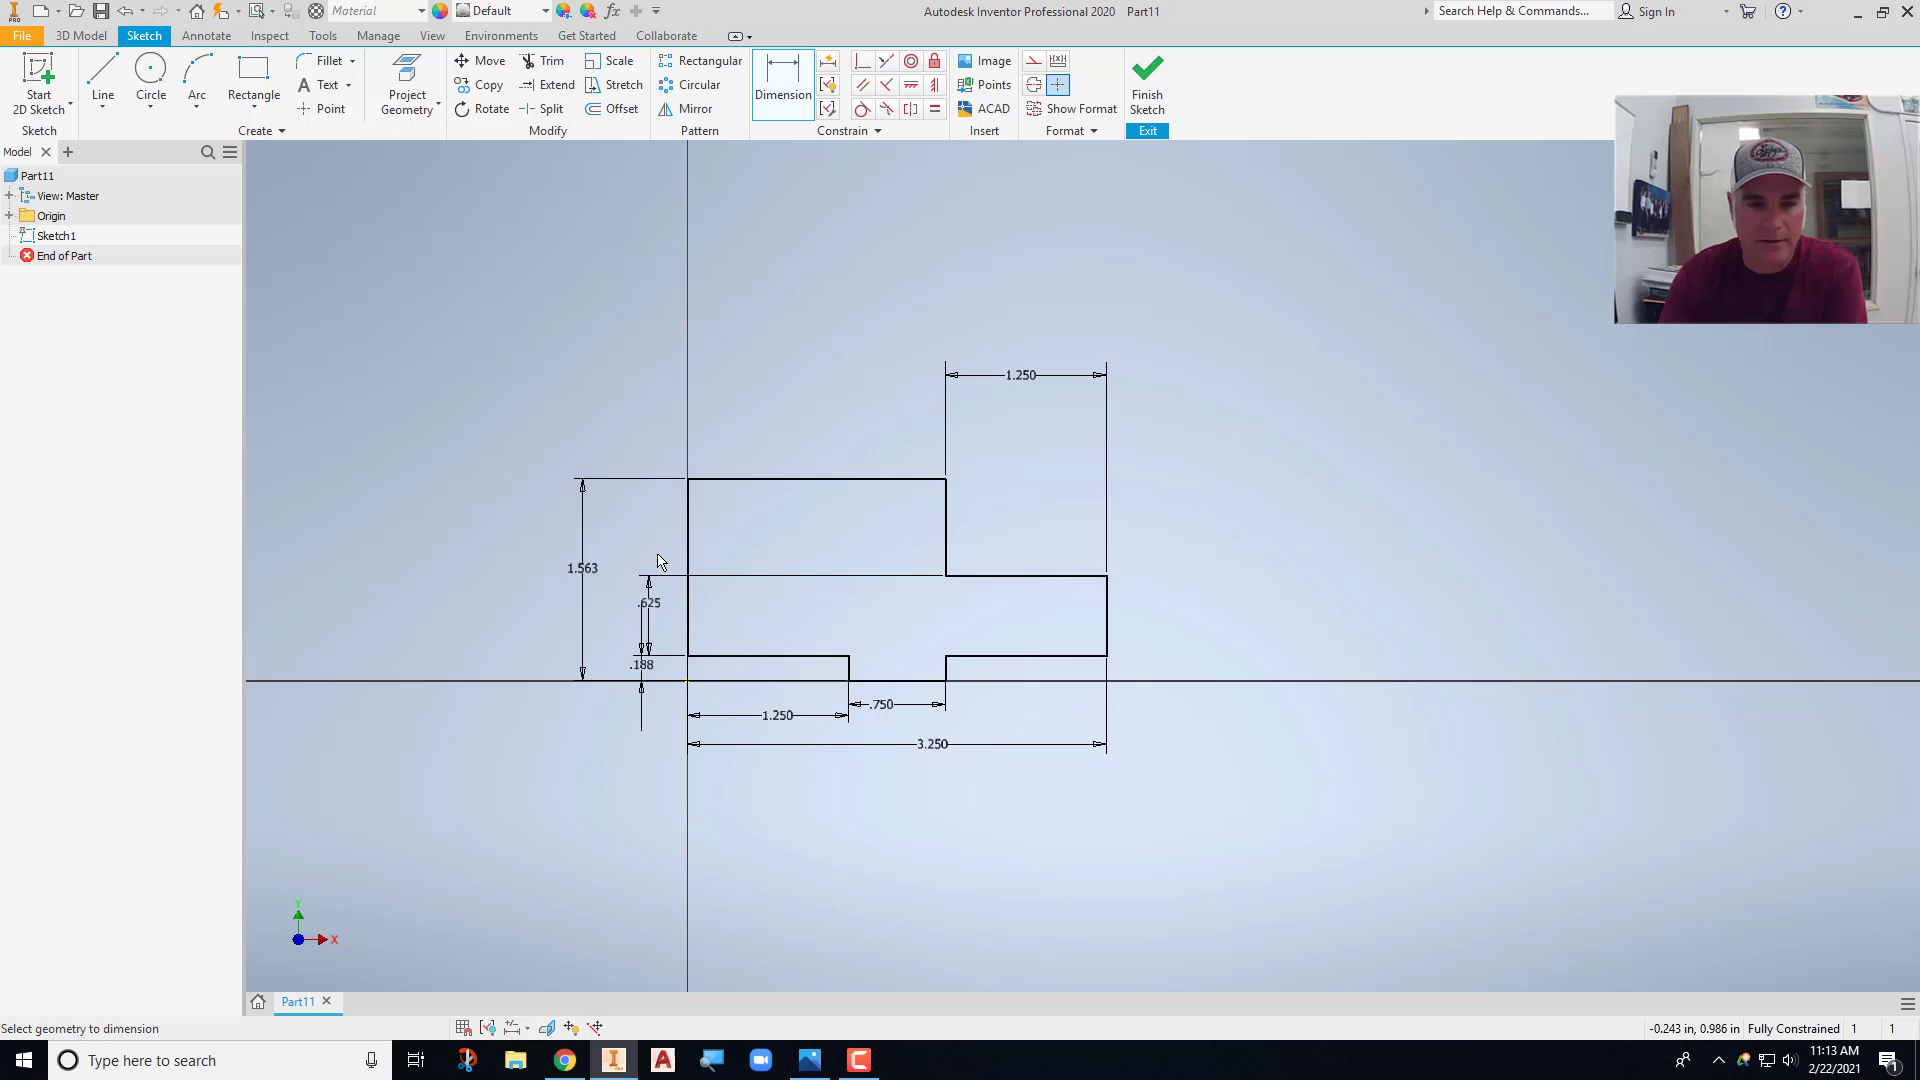 Material
Default
Autodesk Inventor Professional 2020 Part11
Search Help & Commands...
Sign In
File 3D Model Sketch Annotate Inspect Tools Manage View Environments Get Started Collaborate
Start 2D Sketch
Line
Circle
Arc
Rectangle
Fillet
Text
Point
Project Geometry
Move
Copy
Rotate
Trim
Extend
Split
Scale
Stretch
Offset
Rectangular
Circular
Mirror
Dimension
Image
Points
ACAD
Show Format
Finish Sketch
Sketch Create Modify Pattern Constrain Insert Format Exit
Model
Part11
View: Master
Origin
Sketch1
End of Part
1.250
1.563
.625
.188
1.250
.750
3.250
Y
X
Part11
Select geometry to dimension
-0.243 in, 0.986 in Fully Constrained 1 1
Type here to search
11:13 AM
2/22/2021
1